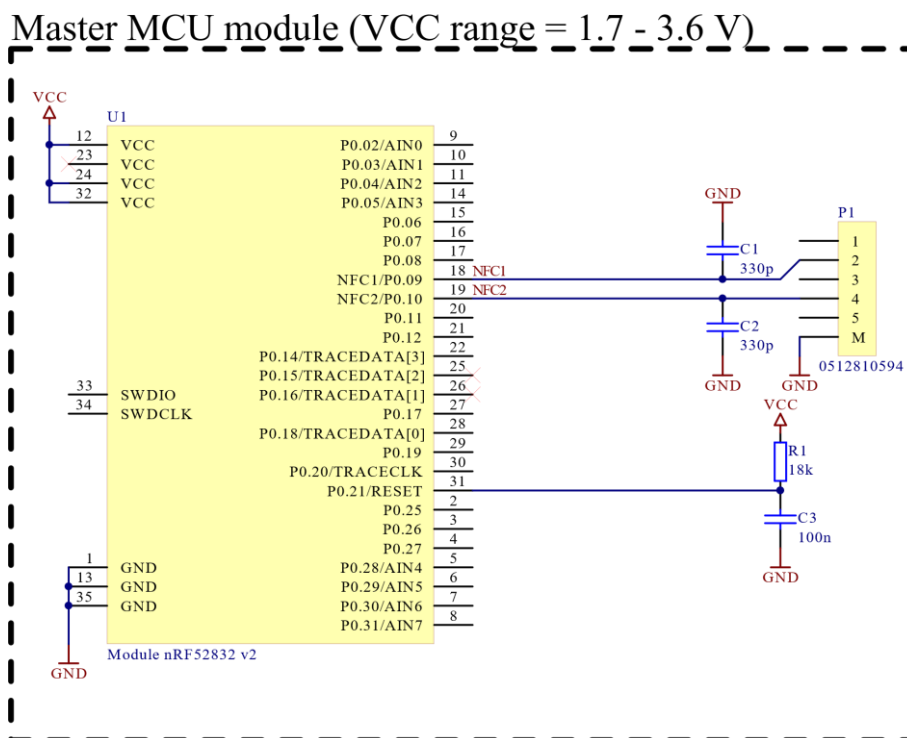 Master MCU module (VCC range = 1.7 - 3.6 V)
VCC
U1
12 VCC
23 VCC
24 VCC
32 VCC
33 SWDIO
34 SWDCLK
1 GND
13 GND
35 GND
GND
P0.02/AIN0 9
P0.03/AIN1 10
P0.04/AIN2 11
P0.05/AIN3 14
P0.06 15
P0.07 16
P0.08 17
NFC1/P0.09 18 NFC1
NFC2/P0.10 19 NFC2
P0.11 20
P0.12 21
P0.14/TRACEDATA[3] 22
P0.15/TRACEDATA[2] 25
P0.16/TRACEDATA[1] 26
P0.17 27
P0.18/TRACEDATA[0] 28
P0.19 29
P0.20/TRACECLK 30
P0.21/RESET 31
P0.25 2
P0.26 3
P0.27 4
P0.28/AIN4 5
P0.29/AIN5 6
P0.30/AIN6 7
P0.31/AIN7 8
Module nRF52832 v2
GND
C1
330p
C2
330p
GND
P1
1
2
3
4
5
M
0512810594
GND
VCC
R1
18k
C3
100n
GND